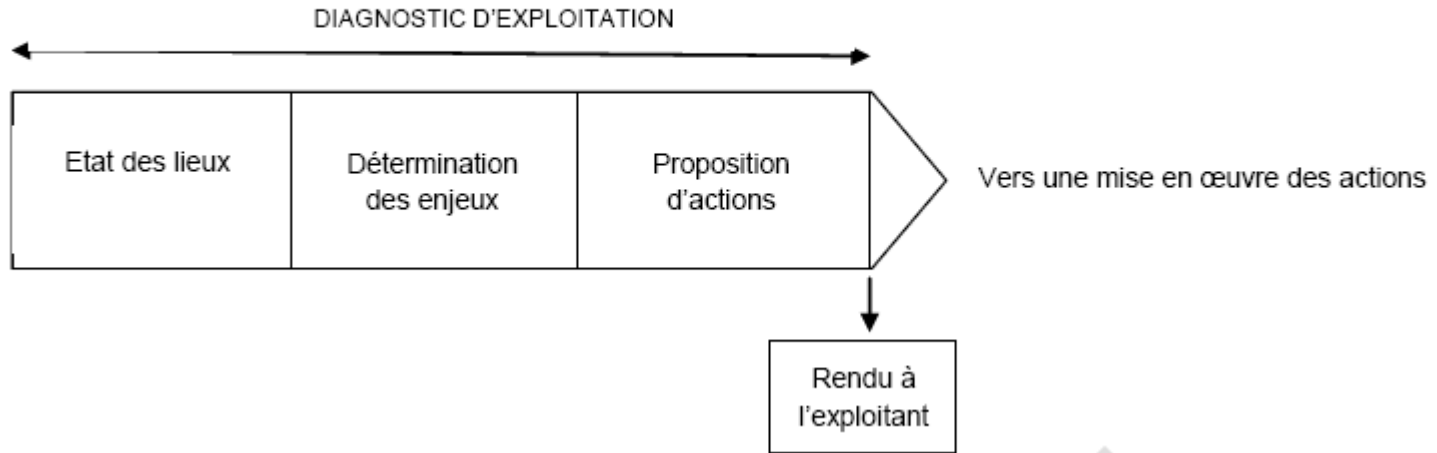 DIAGNOSTIC D'EXPLOITATION
Etat des lieux
Détermination
des enjeux
Proposition
d'actions
Vers une mise en œuvre des actions
Rendu à
l'exploitant